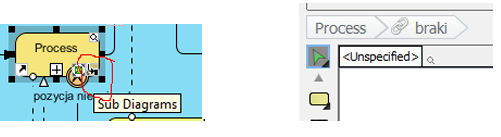 Process
pozycja nie
Sub Diagrams
Process braki
<Unspecified>